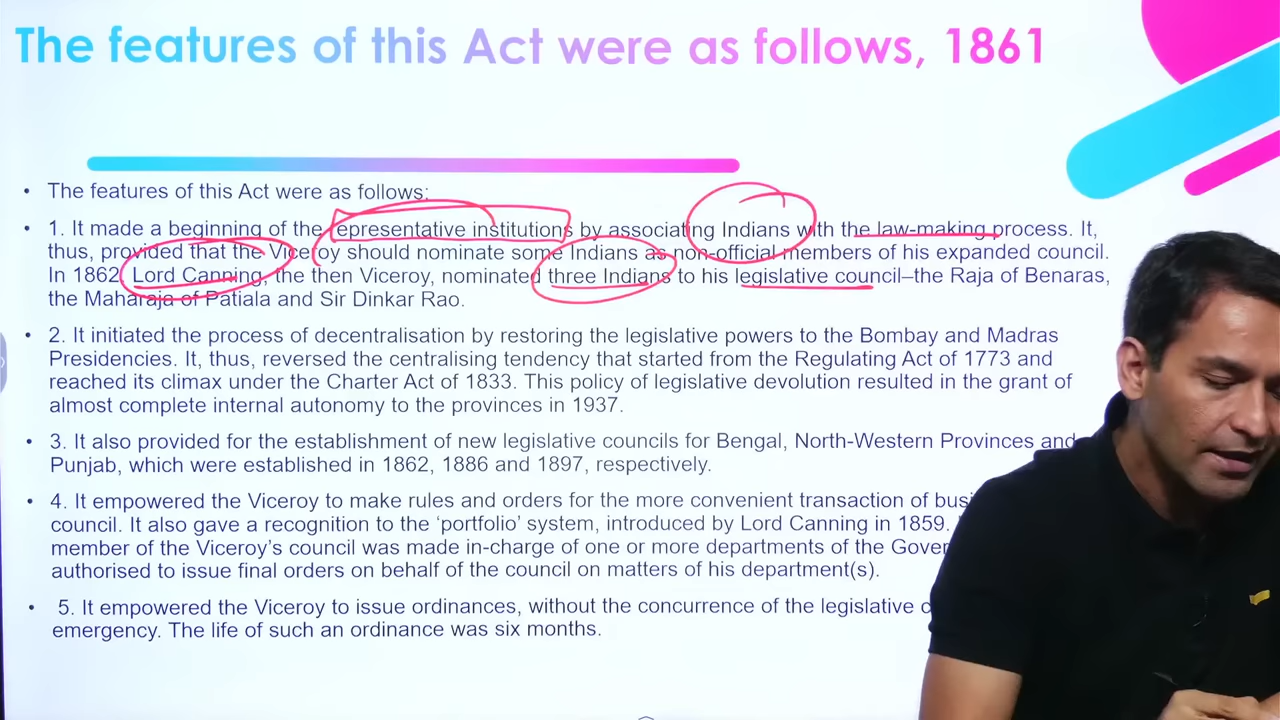 The features of this Act were as follows, 1861
• The features of this Act were as follows:
• 1. It made a beginning of the representative institutions by associating Indians with the law-making process. It,
thus, provided that the Viceroy should nominate some Indians as non-official members of his expanded council.
In 1862 Lord Canning, the then Viceroy, nominated three Indians to his legislative council–the Raja of Benaras,
the Maharaja of Patiala and Sir Dinkar Rao.
• 2. It initiated the process of decentralisation by restoring the legislative powers to the Bombay and Madras
Presidencies. It, thus, reversed the centralising tendency that started from the Regulating Act of 1773 and
reached its climax under the Charter Act of 1833. This policy of legislative devolution resulted in the grant of
almost complete internal autonomy to the provinces in 1937.
• 3. It also provided for the establishment of new legislative councils for Bengal, North-Western Provinces and
Punjab, which were established in 1862, 1886 and 1897, respectively.
• 4. It empowered the Viceroy to make rules and orders for the more convenient transaction of
council. It also gave a recognition to the ‘portfolio’ system, introduced by Lord Canning in 1859.
member of the Viceroy's council was made in-charge of one or more departments of the
authorised to issue final orders on behalf of the council on matters of his department(s).
• 5. It empowered the Viceroy to issue ordinances, without the concurrence of the legislative
emergency. The life of such an ordinance was six months.